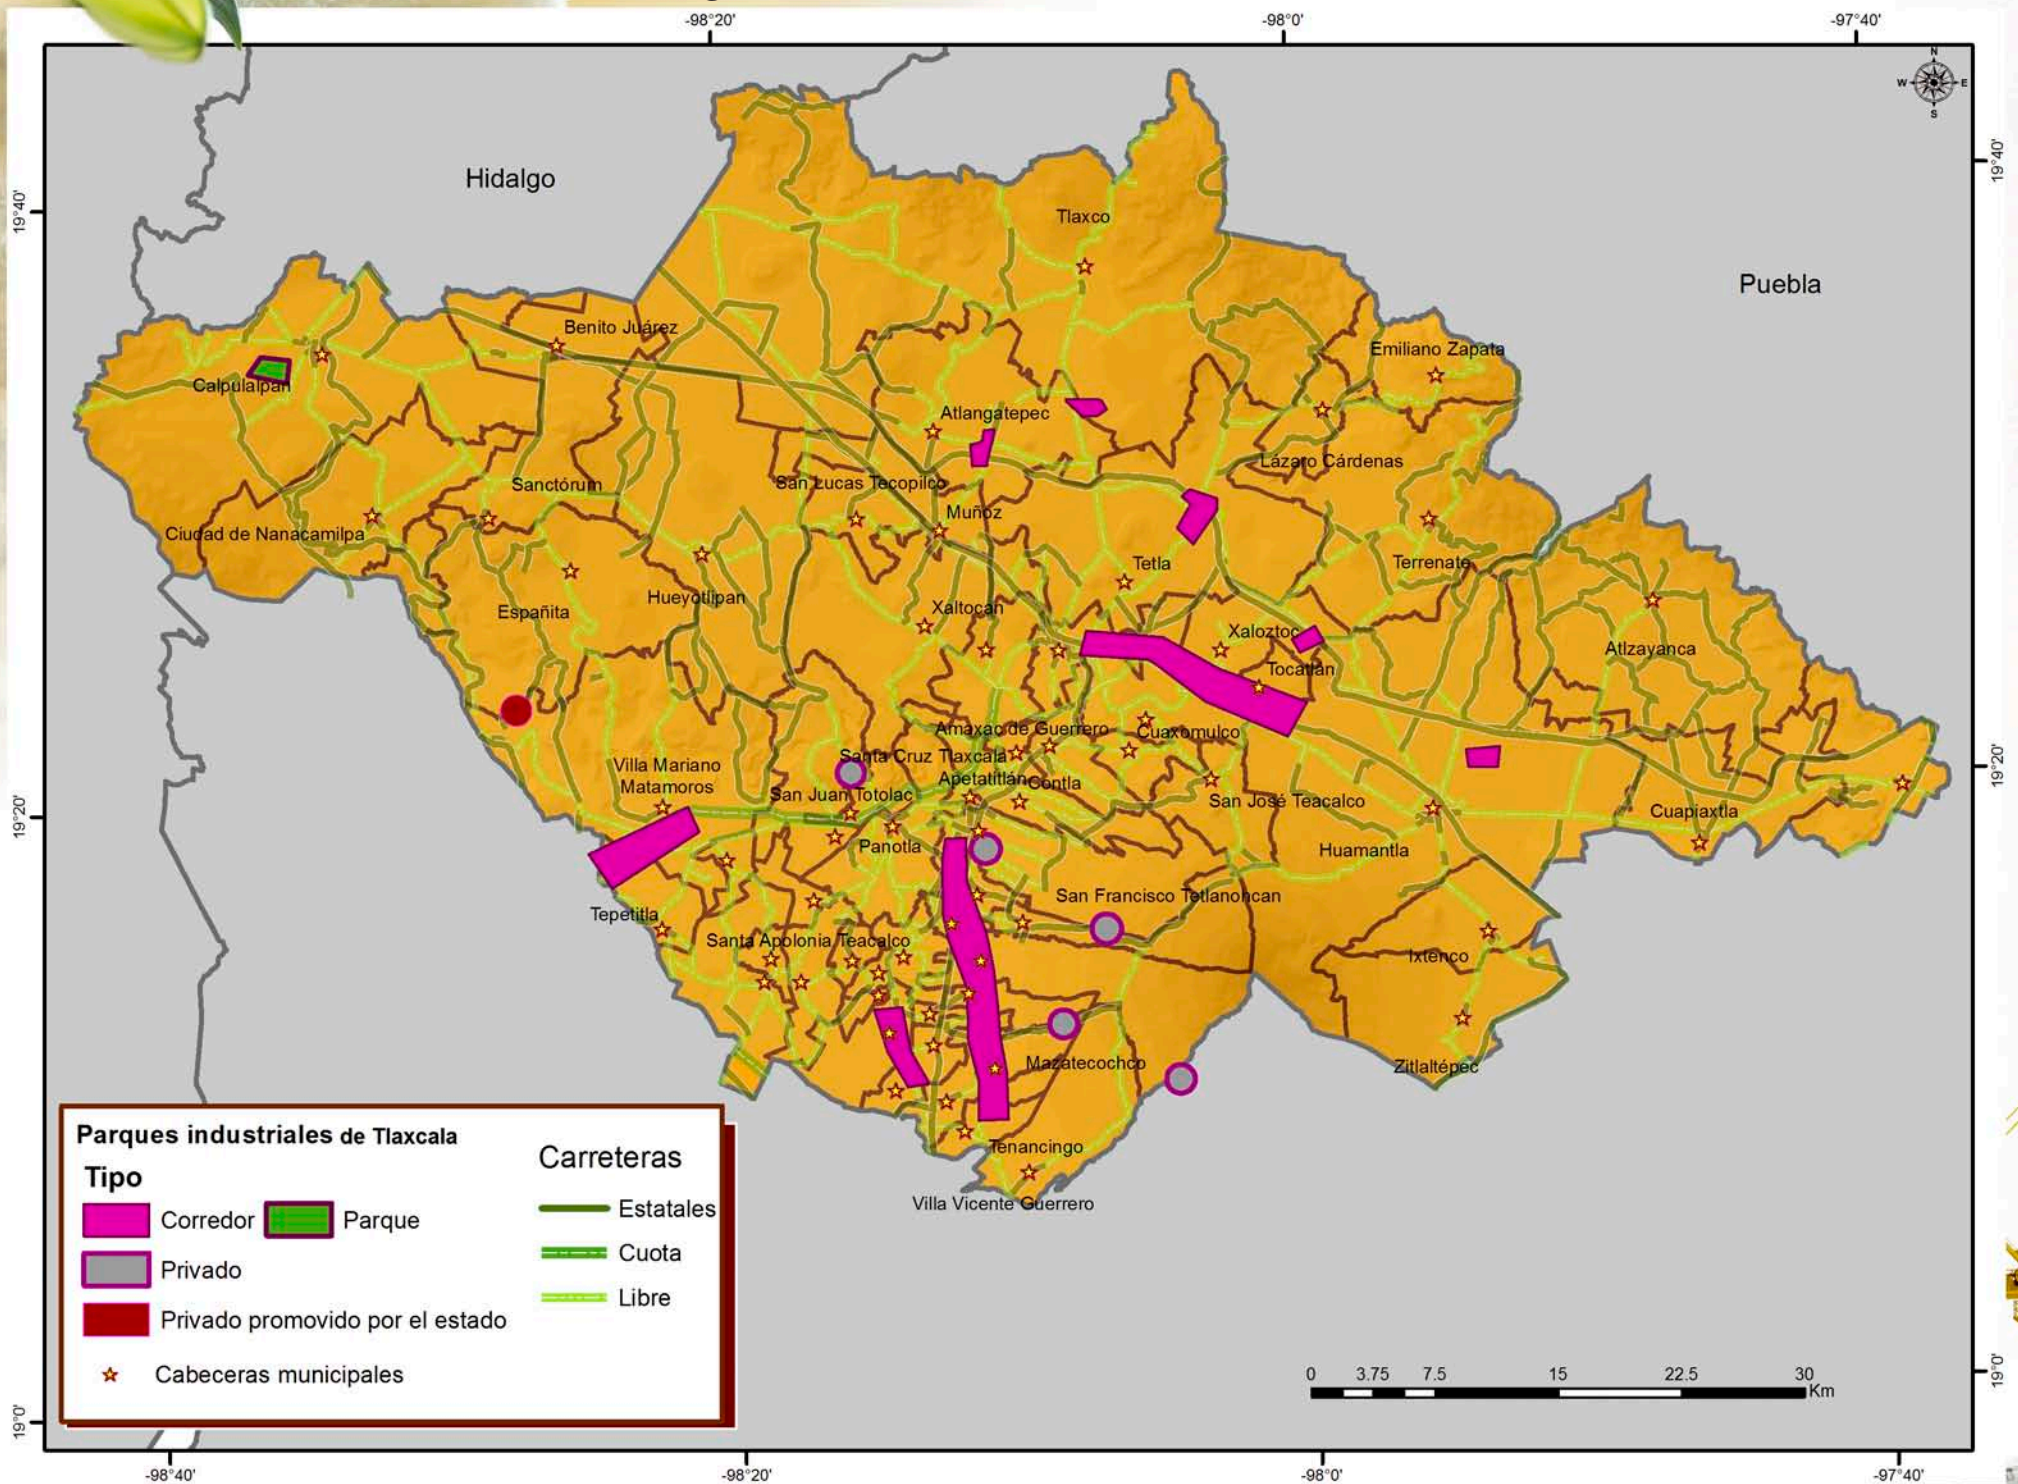 -98°20'
-98°0'
-97°40'
N
W
E
S
19°40'
19°40'
Hidalgo
Tlaxco
Puebla
Benito Juárez
Emiliano Zapata
Calpulalpan
Atlangatepec
Lázaro Cárdenas
Sanctórum
San Lucas Tecopilco
Muñoz
Ciudad de Nanacamilpa
Tetla
Terrenate
Hueyotlipan
Españita
Xaltocan
Xaloztoc
Atlzayanca
Tocatlán
Amaxac de Guerrero
Cuaxomulco
Santa Cruz Tlaxcala
Villa Mariano
Matamoros
Apetatitlán
Contla
San Juan Totolac
San José Teacalco
Cuapiaxtla
19°20'
19°20'
Panotla
Huamantla
San Francisco Tetlanohcan
Tepetitla
Santa Apolonia Teacalco
Ixtenco
Mazatecochco
Zitlaltépec
Tenancingo
Villa Vicente Guerrero
Parques industriales de Tlaxcala
Tipo
Corredor
Parque
Privado
Privado promovido por el estado
Cabeceras municipales
Carreteras
Estatales
Cuota
Libre
0 3.75 7.5 15 22.5 30
Km
19°0'
19°0'
-98°40'
-98°20'
-98°0'
-97°40'